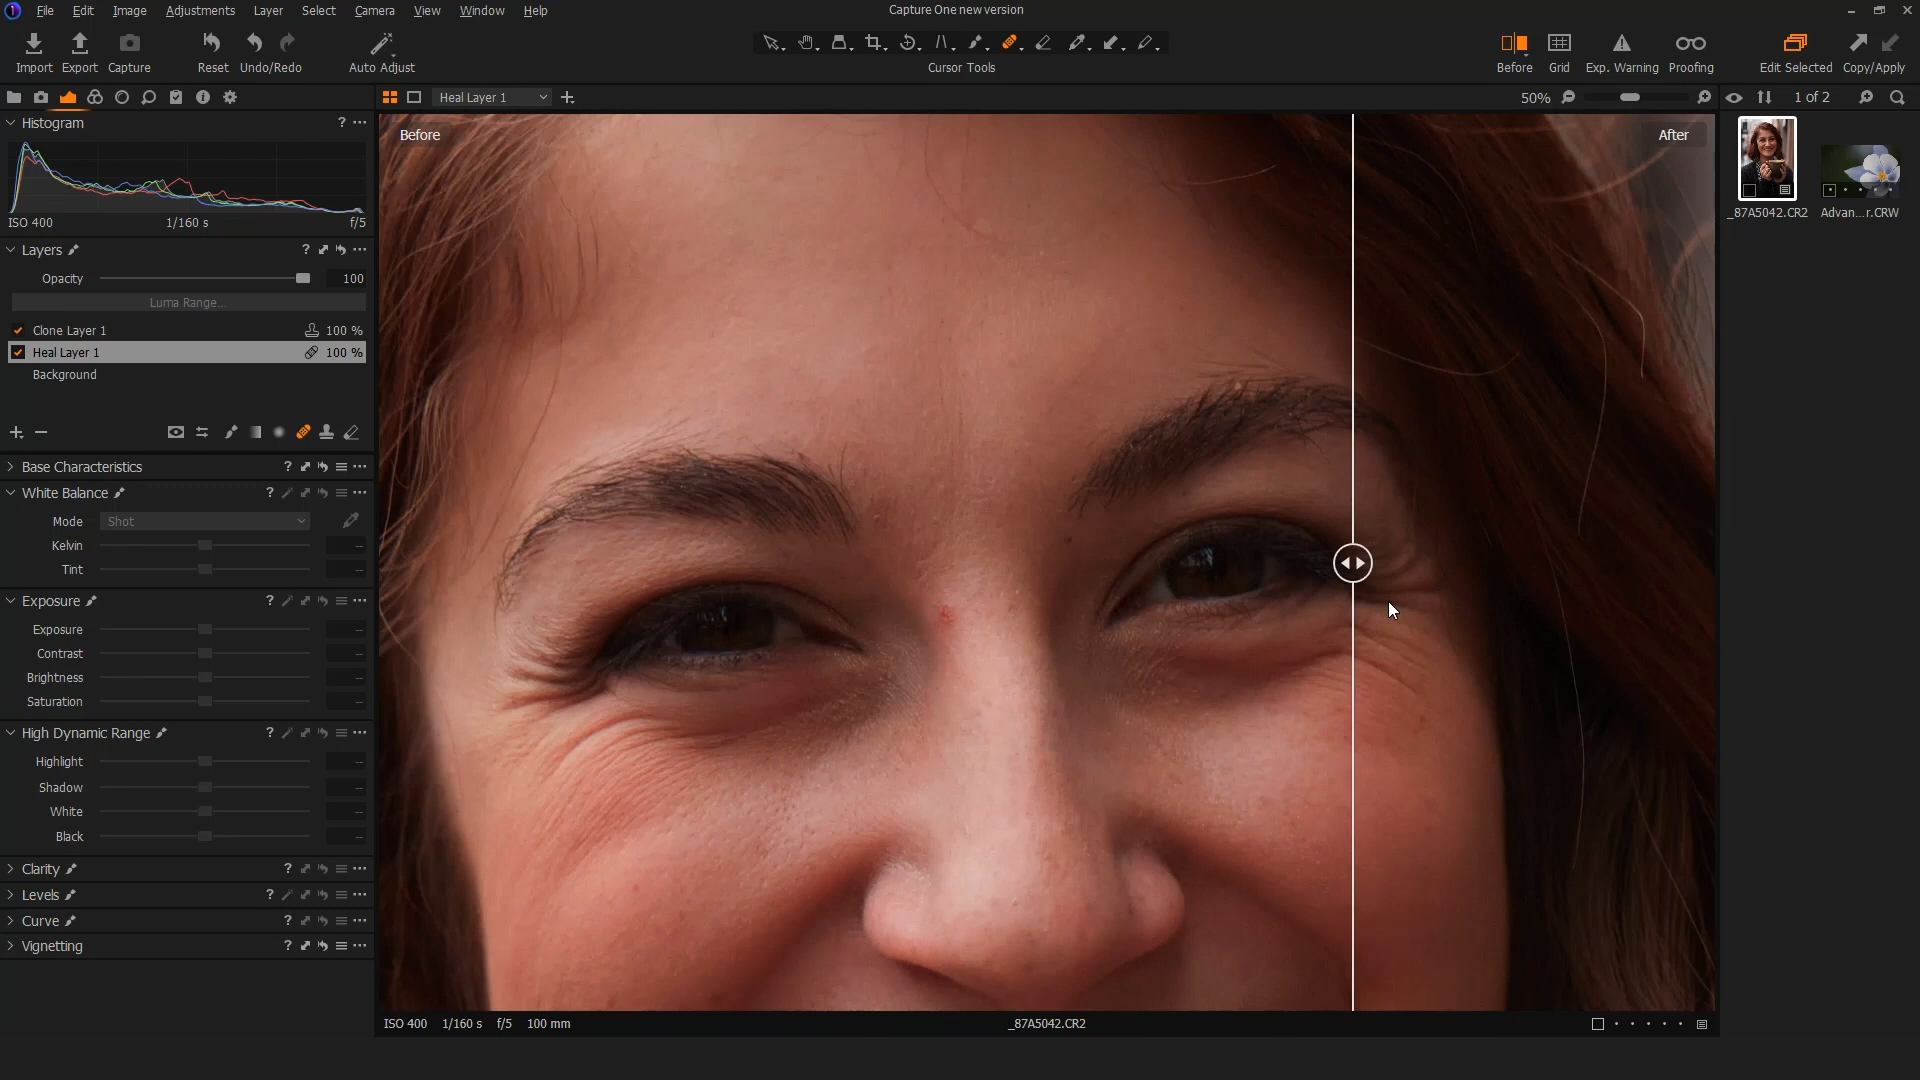 File Edit Image Adjustments Layer Select Camera View Window Help
Capture One new version
Import Export Capture Reset Undo/Redo Auto Adjust
Cursor Tools
Before Grid Exp. Warning Proofing Edit Selected Copy/Apply
Heal Layer 1
50%
1 of 2
Histogram
ISO 400 1/160 s f/5
Layers
Opacity 100
Luma Range...
Clone Layer 1 100 %
Heal Layer 1 100 %
Background
Base Characteristics
White Balance
Mode Shot
Kelvin --
Tint --
Exposure
Exposure --
Contrast --
Brightness --
Saturation --
High Dynamic Range
Highlight --
Shadow --
White --
Black --
Clarity
Levels
Curve
Vignetting
Before
After
ISO 400 1/160 s f/5 100 mm
_87A5042.CR2
_87A5042.CR2
Advan...r.CRW